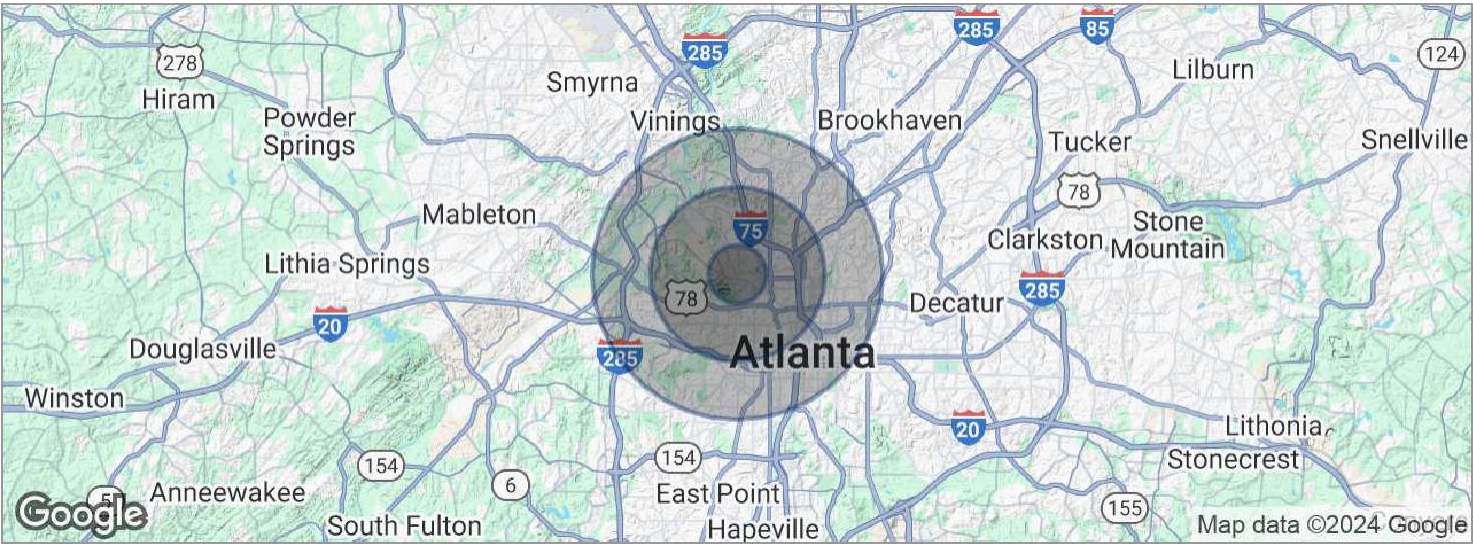 285
285
85
124
278
Smyrna
Lilburn
Hiram
Powder
Springs
Vinings
Brookhaven
Tucker
Snellville
78
Mableton
75
Stone
Mountain
Clarkston
Lithia Springs
78
285
Decatur
20
Douglasville
285
Atlanta
Winston
20
Lithonia
154
154
Stonecrest
6
5
Anneewakee
East Point
155
Google
South Fulton
Hapeville
Map data ©2024 Google